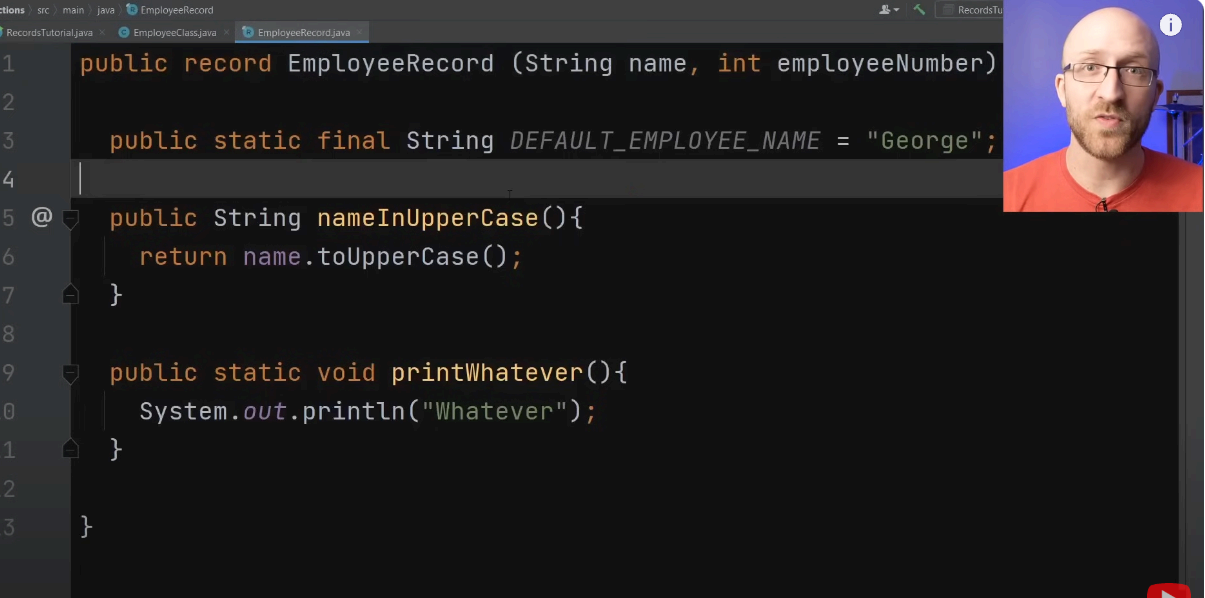 ctions src main java EmployeeRecord
RecordsTu
RecordsTutorial.java EmployeeClass.java EmployeeRecord.java
1 public record EmployeeRecord (String name, int employeeNumber)
2
3 public static final String DEFAULT_EMPLOYEE_NAME = "George";
4
5 @ public String nameInUpperCase(){
6 return name.toUpperCase();
7 }
8
9 public static void printWhatever(){
0 System.out.println("Whatever");
1 }
2
3 }